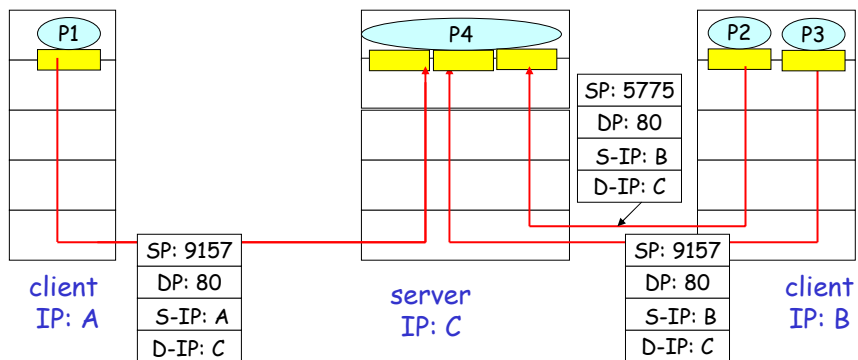 P1
P4
P2
P3
SP: 5775
DP: 80
S-IP: B
D-IP: C
SP: 9157
DP: 80
S-IP: A
D-IP: C
SP: 9157
DP: 80
S-IP: B
D-IP: C
client
IP: A
server
IP: C
client
IP: B